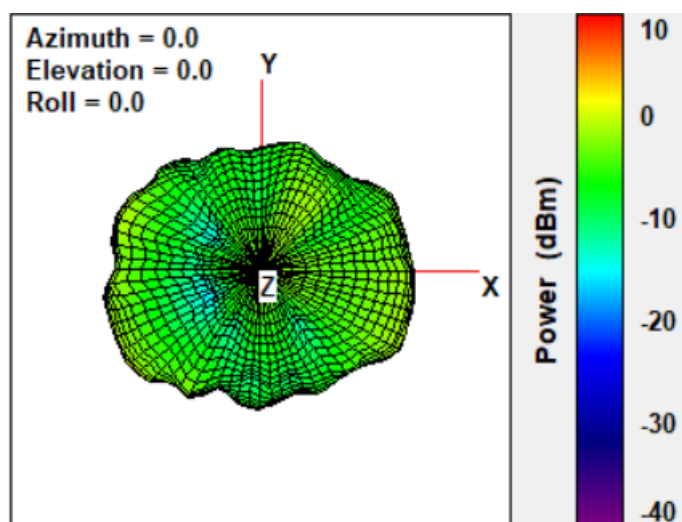 Azimuth = 0.0
Elevation = 0.0
Roll = 0.0
Y
X
Z
10
0
-10
-20
-30
-40
Power (dBm)